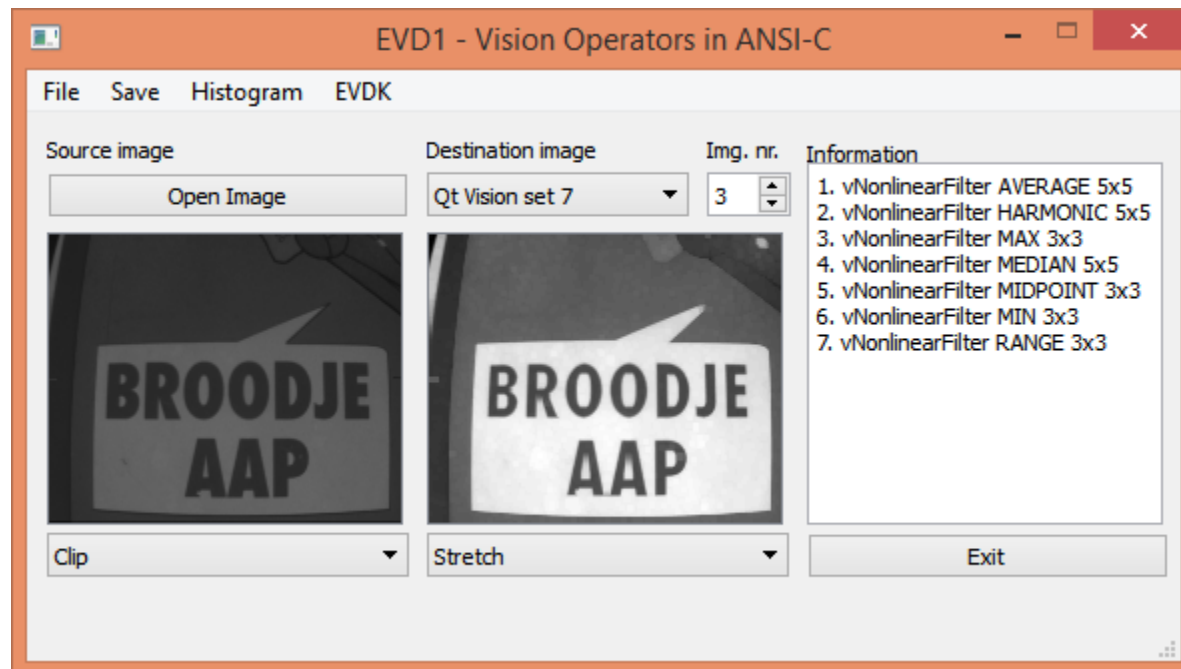 EVD1 - Vision Operators in ANSI-C
File Save Histogram EVDK
Source image
Open Image
BROODJE
AAP
Clip
Destination image
Img. nr.
Qt Vision set 7
3
BROODJE
AAP
Stretch
Information
1. vNonlinearFilter AVERAGE 5x5
2. vNonlinearFilter HARMONIC 5x5
3. vNonlinearFilter MAX 3x3
4. vNonlinearFilter MEDIAN 5x5
5. vNonlinearFilter MIDPOINT 3x3
6. vNonlinearFilter MIN 3x3
7. vNonlinearFilter RANGE 3x3
Exit